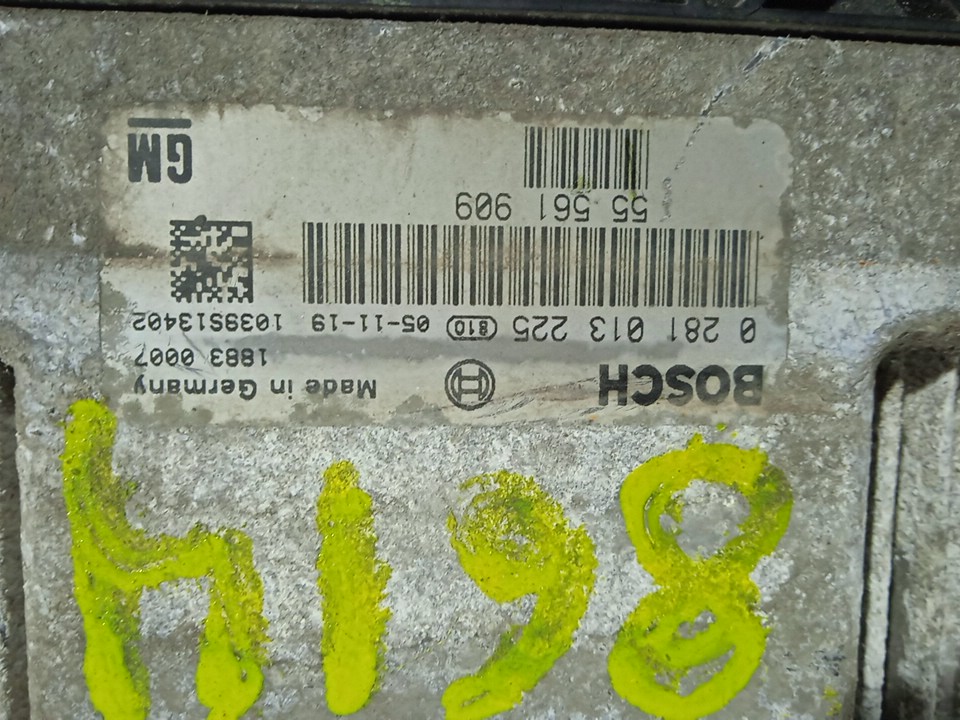 BOSCH Made in Germany
1883 0007
0 281 013 225 810 05-11-19 1039S13402
55 561 909
GM
H198